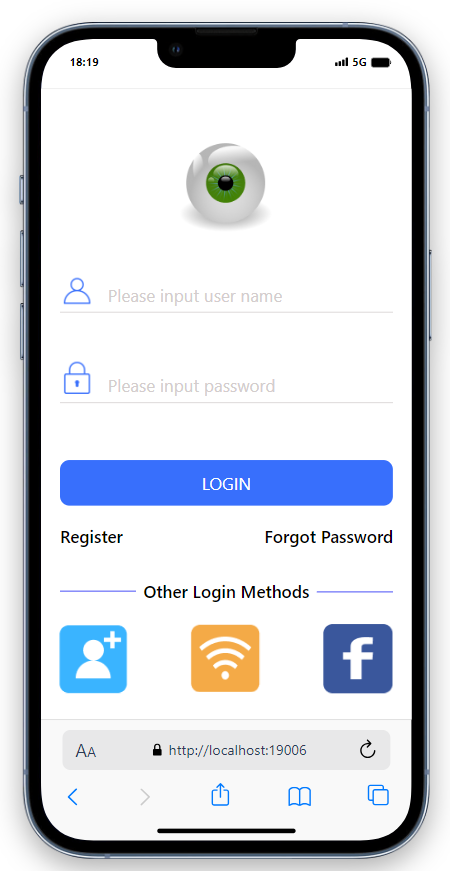 18:19
5G
Please input user name
Please input password
LOGIN
Register
Forgot Password
Other Login Methods
f
AA
http://localhost:19006